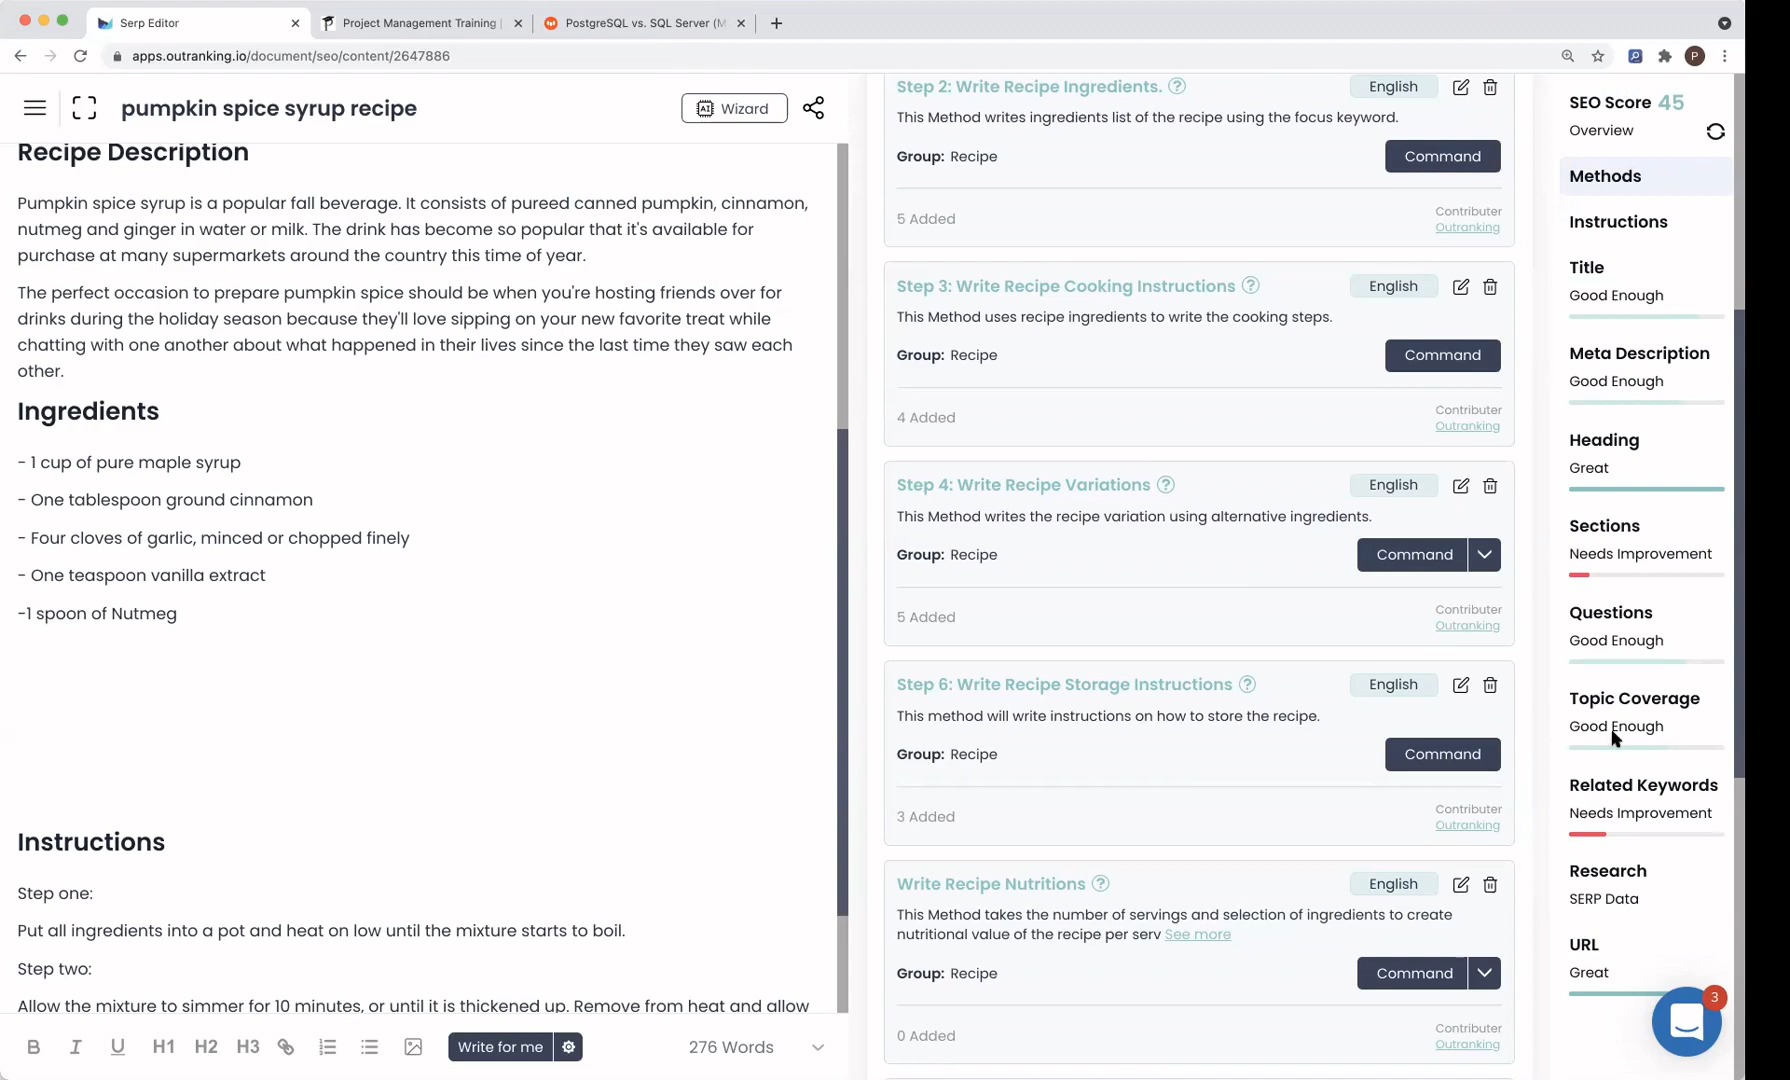 Serp Editor
Project Management Training |
PostgreSQL vs. SQL Server (M
apps.outranking.io/document/seo/content/2647886
P
pumpkin spice syrup recipe
AI Wizard
Recipe Description
Pumpkin spice syrup is a popular fall beverage. It consists of pureed canned pumpkin, cinnamon,
nutmeg and ginger in water or milk. The drink has become so popular that it's available for
purchase at many supermarkets around the country this time of year.
The perfect occasion to prepare pumpkin spice should be when you're hosting friends over for
drinks during the holiday season because they'll love sipping on your new favorite treat while
chatting with one another about what happened in their lives since the last time they saw each
other.
Ingredients
- 1 cup of pure maple syrup
- One tablespoon ground cinnamon
- Four cloves of garlic, minced or chopped finely
- One teaspoon vanilla extract
-1 spoon of Nutmeg
Instructions
Step one:
Put all ingredients into a pot and heat on low until the mixture starts to boil.
Step two:
Allow the mixture to simmer for 10 minutes, or until it is thickened up. Remove from heat and allow
B I U H1 H2 H3
Write for me
276 Words
Step 2: Write Recipe Ingredients. ?
English
This Method writes ingredients list of the recipe using the focus keyword.
Group: Recipe
Command
5 Added
Contributer
Outranking
Step 3: Write Recipe Cooking Instructions ?
English
This Method uses recipe ingredients to write the cooking steps.
Group: Recipe
Command
4 Added
Contributer
Outranking
Step 4: Write Recipe Variations ?
English
This Method writes the recipe variation using alternative ingredients.
Group: Recipe
Command
5 Added
Contributer
Outranking
Step 6: Write Recipe Storage Instructions ?
English
This method will write instructions on how to store the recipe.
Group: Recipe
Command
3 Added
Contributer
Outranking
Write Recipe Nutritions ?
English
This Method takes the number of servings and selection of ingredients to create
nutritional value of the recipe per serv See more
Group: Recipe
Command
0 Added
Contributer
Outranking
SEO Score 45
Overview
Methods
Instructions
Title
Good Enough
Meta Description
Good Enough
Heading
Great
Sections
Needs Improvement
Questions
Good Enough
Topic Coverage
Good Enough
Related Keywords
Needs Improvement
Research
SERP Data
URL
Great
3